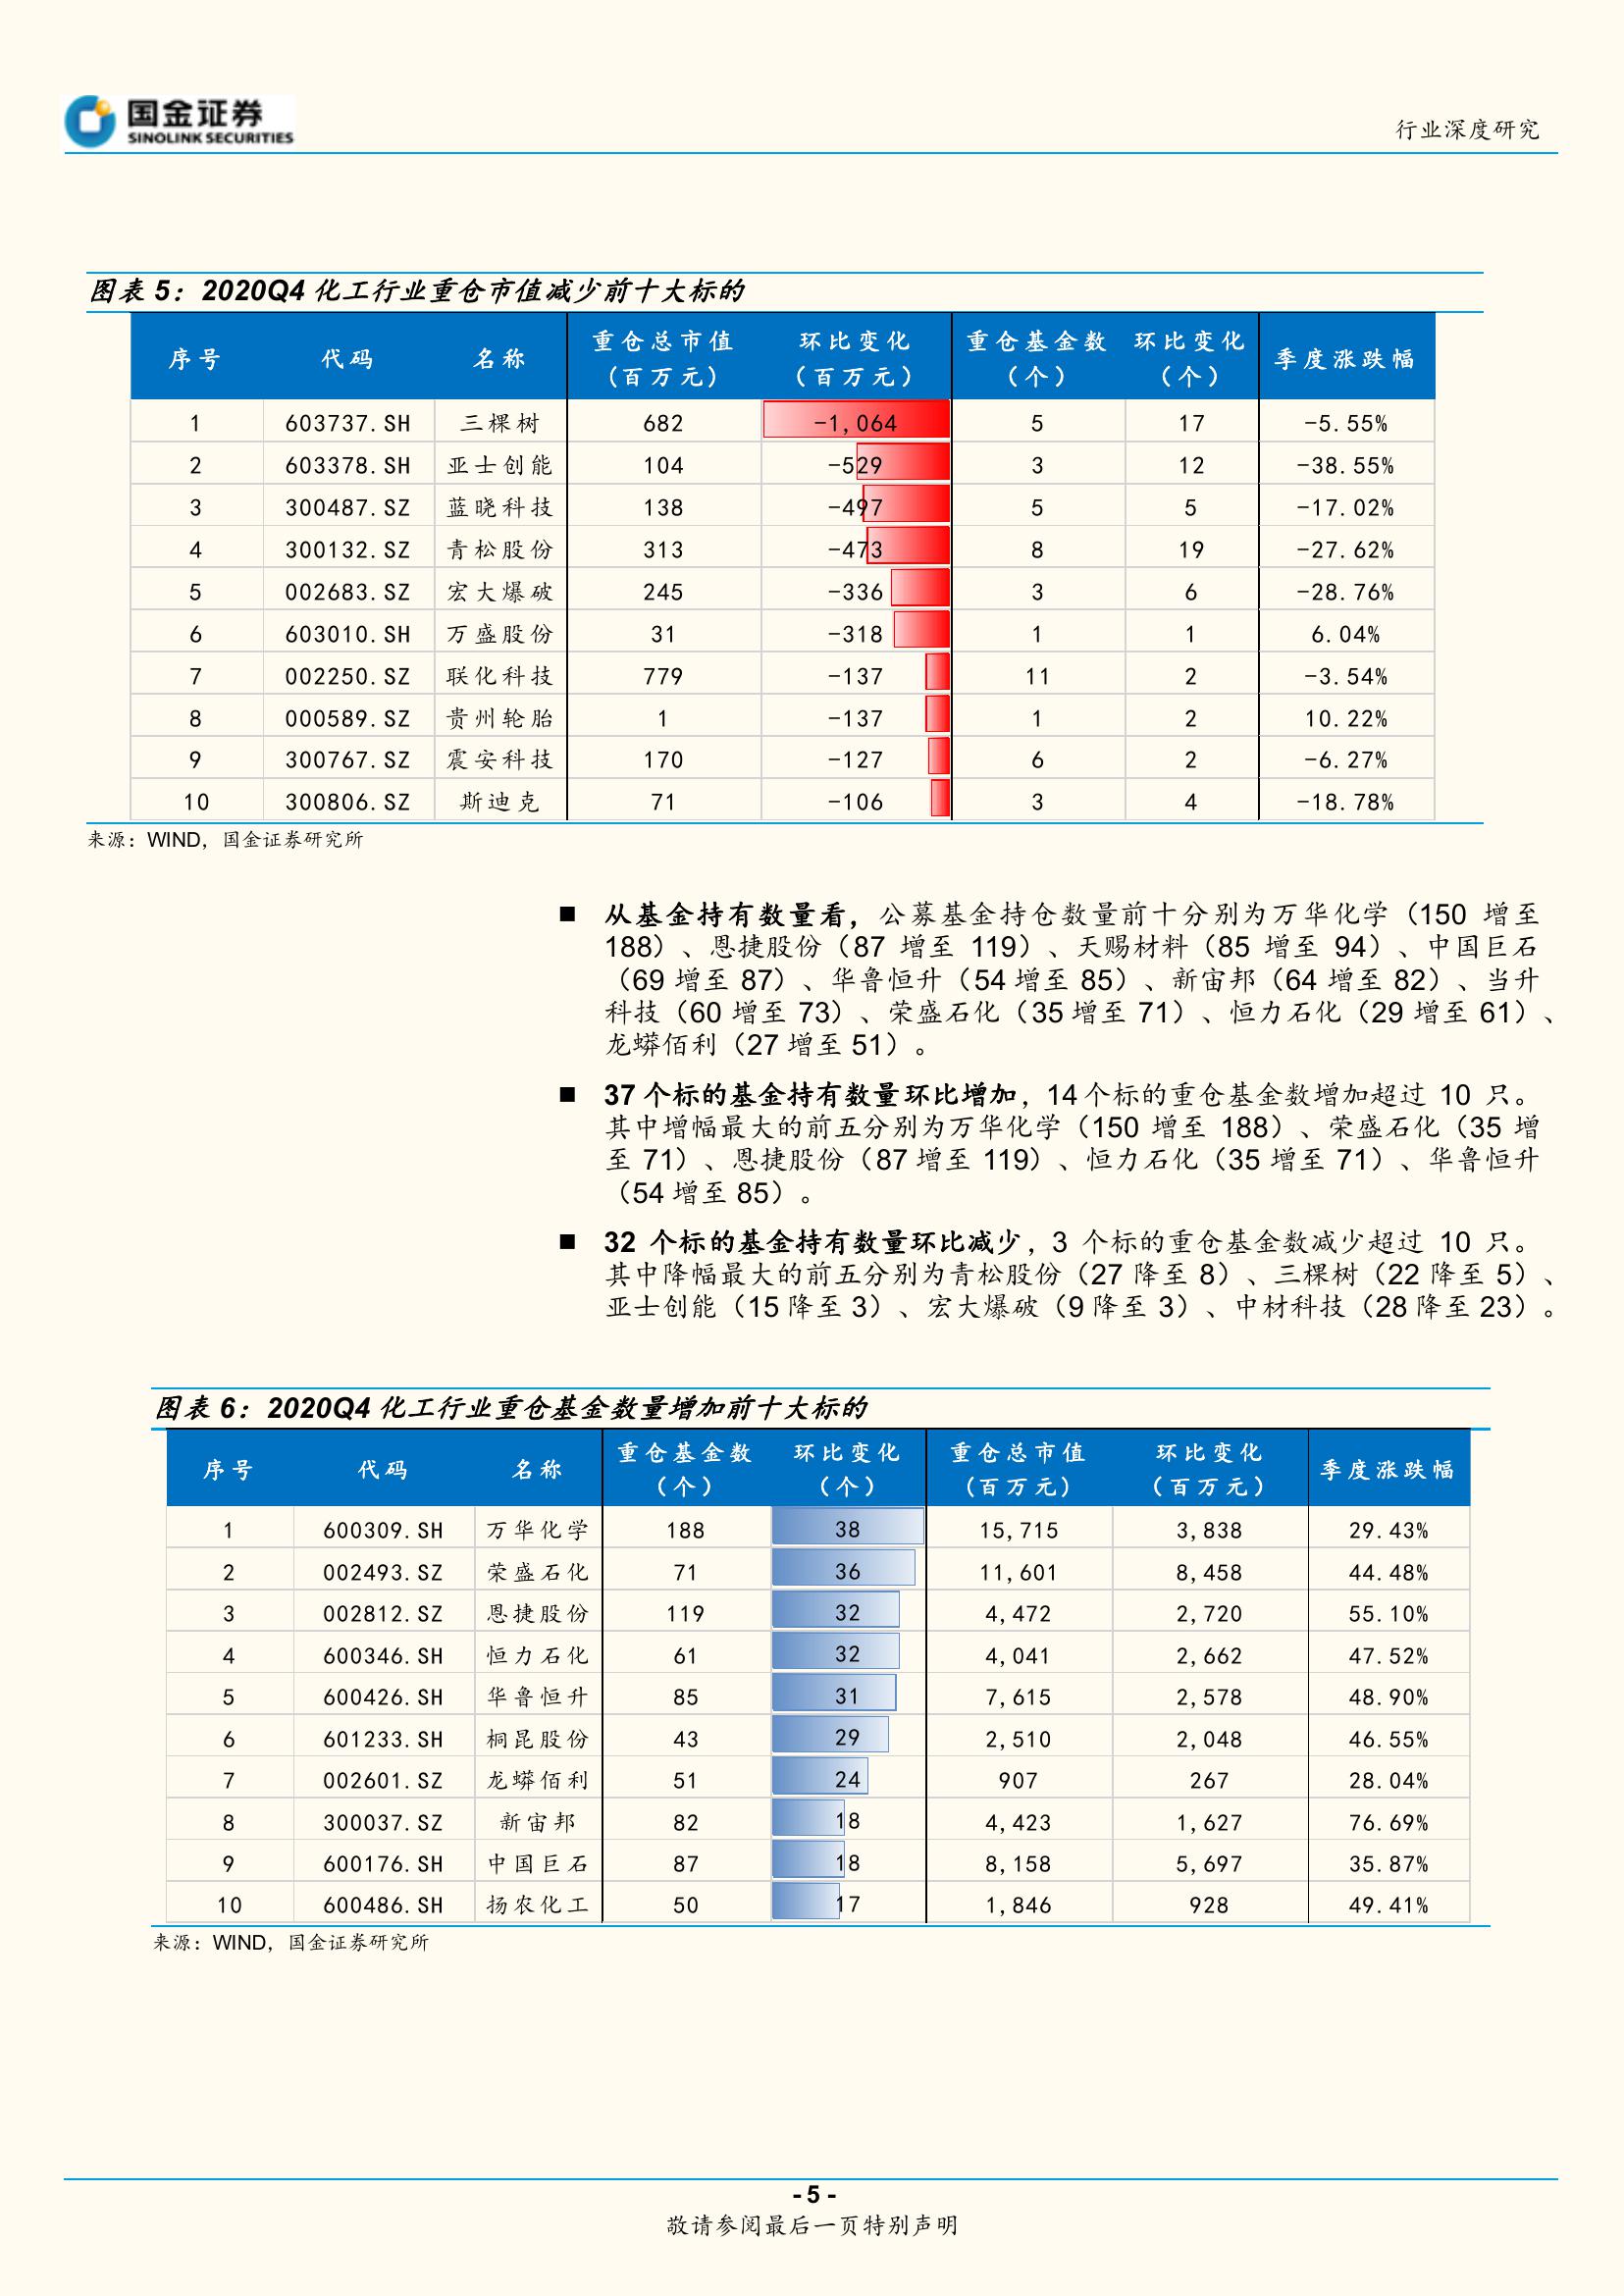 国金证券
SINOLINK SECURITIES
行业深度研究
图表 5：2020Q4 化工行业重仓市值减少前十大标的
序号 代码 名称 重仓总市值（百万元） 环比变化（百万元） 重仓基金数（个） 环比变化（个） 季度涨跌幅
1 603737.SH 三棵树 682 -1,064 5 17 -5.55%
2 603378.SH 亚士创能 104 -529 3 12 -38.55%
3 300487.SZ 蓝晓科技 138 -497 5 5 -17.02%
4 300132.SZ 青松股份 313 -473 8 19 -27.62%
5 002683.SZ 宏大爆破 245 -336 3 6 -28.76%
6 603010.SH 万盛股份 31 -318 1 1 6.04%
7 002250.SZ 联化科技 779 -137 11 2 -3.54%
8 000589.SZ 贵州轮胎 1 -137 1 2 10.22%
9 300767.SZ 震安科技 170 -127 6 2 -6.27%
10 300806.SZ 斯迪克 71 -106 3 4 -18.78%
来源：WIND，国金证券研究所
■ 从基金持有数量看，公募基金持仓数量前十分别为万华化学（150 增至
188）、恩捷股份（87 增至 119）、天赐材料（85 增至 94）、中国巨石
（69 增至 87）、华鲁恒升（54 增至 85）、新宙邦（64 增至 82）、当升
科技（60 增至 73）、荣盛石化（35 增至 71）、恒力石化（29 增至 61）、
龙蟒佰利（27 增至 51）。
■ 37 个标的基金持有数量环比增加，14 个标的重仓基金数增加超过 10 只。
其中增幅最大的前五分别为万华化学（150 增至 188）、荣盛石化（35 增
至 71）、恩捷股份（87 增至 119）、恒力石化（35 增至 71）、华鲁恒升
（54 增至 85）。
■ 32 个标的基金持有数量环比减少，3 个标的重仓基金数减少超过 10 只。
其中降幅最大的前五分别为青松股份（27 降至 8）、三棵树（22 降至 5）、
亚士创能（15 降至 3）、宏大爆破（9 降至 3）、中材科技（28 降至 23）。
图表 6：2020Q4 化工行业重仓基金数量增加前十大标的
序号 代码 名称 重仓基金数（个） 环比变化（个） 重仓总市值（百万元） 环比变化（百万元） 季度涨跌幅
1 600309.SH 万华化学 188 38 15,715 3,838 29.43%
2 002493.SZ 荣盛石化 71 36 11,601 8,458 44.48%
3 002812.SZ 恩捷股份 119 32 4,472 2,720 55.10%
4 600346.SH 恒力石化 61 32 4,041 2,662 47.52%
5 600426.SH 华鲁恒升 85 31 7,615 2,578 48.90%
6 601233.SH 桐昆股份 43 29 2,510 2,048 46.55%
7 002601.SZ 龙蟒佰利 51 24 907 267 28.04%
8 300037.SZ 新宙邦 82 18 4,423 1,627 76.69%
9 600176.SH 中国巨石 87 18 8,158 5,697 35.87%
10 600486.SH 扬农化工 50 17 1,846 928 49.41%
来源：WIND，国金证券研究所
- 5 -
敬请参阅最后一页特别声明